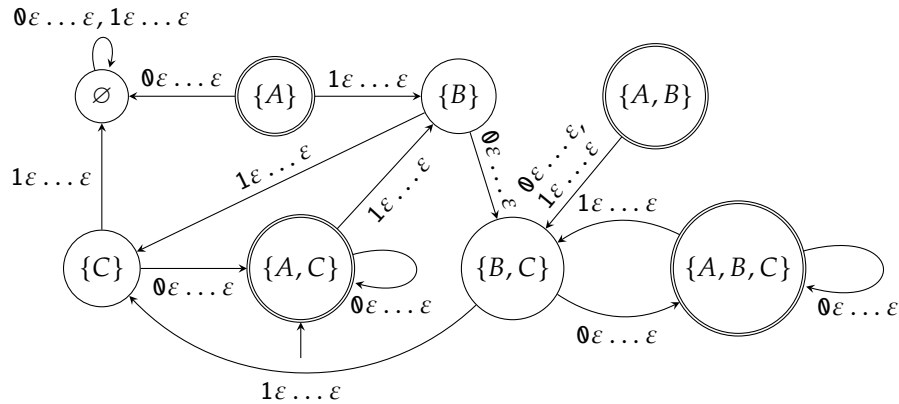 0ε…ε, 1ε…ε
∅
0ε…ε
{A}
1ε…ε
{B}
{A, B}
1ε…ε
1ε…ε
1ε…ε
0ε…ε
0ε…ε,
1ε…ε
1ε…ε
{C}
0ε…ε
{A, C}
0ε…ε
{B, C}
0ε…ε
{A, B, C}
0ε…ε
1ε…ε